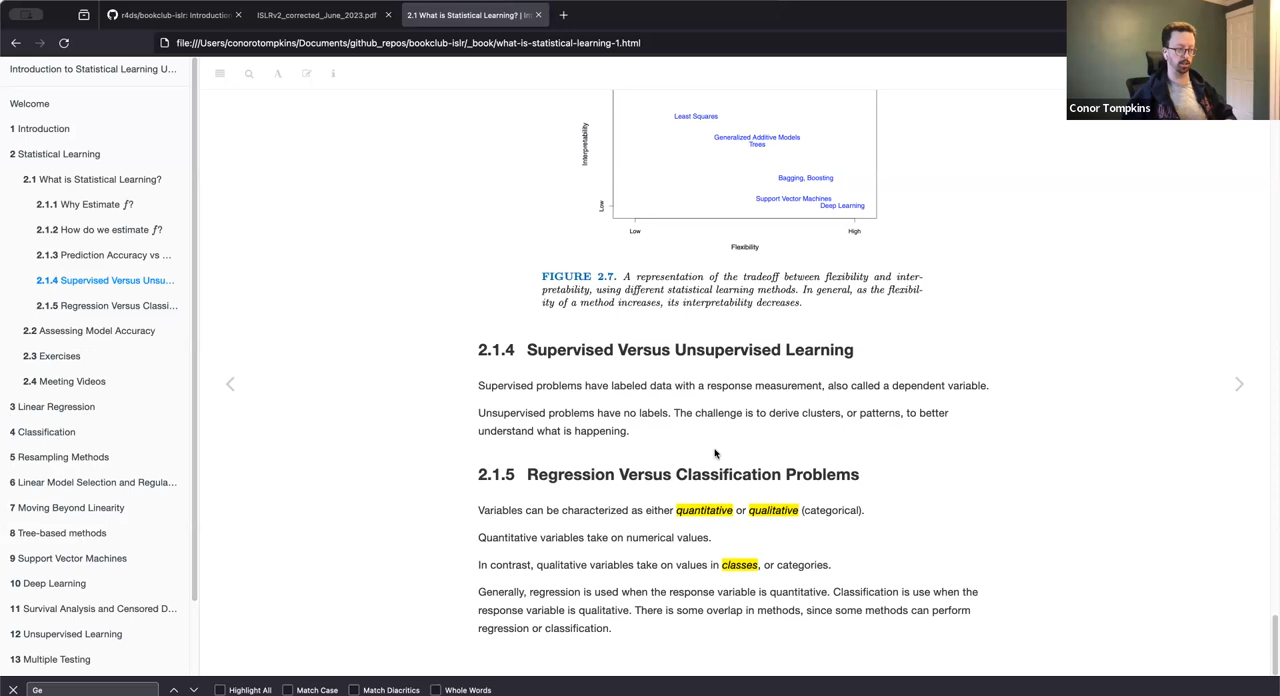 r4ds/bookclub-islr: Introduction
ISLRv2_corrected_June_2023.pdf
2.1 What is Statistical Learning? | In
file:///Users/conorotompkins/Documents/github_repos/bookclub-islr/_book/what-is-statistical-learning-1.html
Conor Tompkins
Introduction to Statistical Learning U...
Welcome
1 Introduction
2 Statistical Learning
2.1 What is Statistical Learning?
2.1.1 Why Estimate f?
2.1.2 How do we estimate f?
2.1.3 Prediction Accuracy vs ...
2.1.4 Supervised Versus Unsu...
2.1.5 Regression Versus Classi...
2.2 Assessing Model Accuracy
2.3 Exercises
2.4 Meeting Videos
3 Linear Regression
4 Classification
5 Resampling Methods
6 Linear Model Selection and Regula...
7 Moving Beyond Linearity
8 Tree-based methods
9 Support Vector Machines
10 Deep Learning
11 Survival Analysis and Censored D...
12 Unsupervised Learning
13 Multiple Testing
Interpretability
Low
Least Squares
Generalized Additive Models
Trees
Bagging, Boosting
Support Vector Machines
Deep Learning
Low
High
Flexibility
FIGURE 2.7. A representation of the tradeoff between flexibility and inter-
pretability, using different statistical learning methods. In general, as the flexibil-
ity of a method increases, its interpretability decreases.
2.1.4 Supervised Versus Unsupervised Learning
Supervised problems have labeled data with a response measurement, also called a dependent variable.
Unsupervised problems have no labels. The challenge is to derive clusters, or patterns, to better
understand what is happening.
2.1.5 Regression Versus Classification Problems
Variables can be characterized as either quantitative or qualitative (categorical).
Quantitative variables take on numerical values.
In contrast, qualitative variables take on values in classes, or categories.
Generally, regression is used when the response variable is quantitative. Classification is use when the
response variable is qualitative. There is some overlap in methods, since some methods can perform
regression or classification.
Ge
Highlight All
Match Case
Match Diacritics
Whole Words